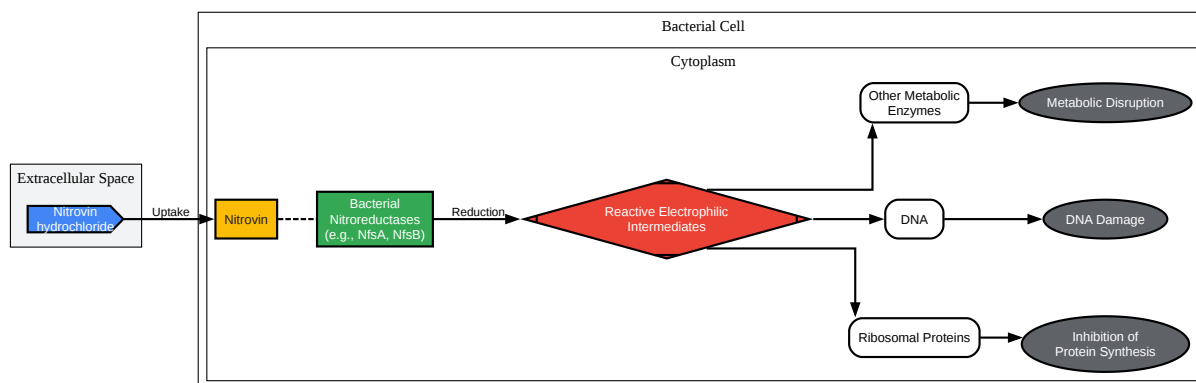 Bacterial Cell
Cytoplasm
Other Metabolic
Enzymes
Metabolic Disruption
Extracellular Space
Nitrovin
hydrochloride
Uptake
Nitrovin
Bacterial
Nitroreductases
(e.g., NfsA, NfsB)
Reduction
Reactive Electrophilic
Intermediates
DNA
DNA Damage
Ribosomal Proteins
Inhibition of
Protein Synthesis